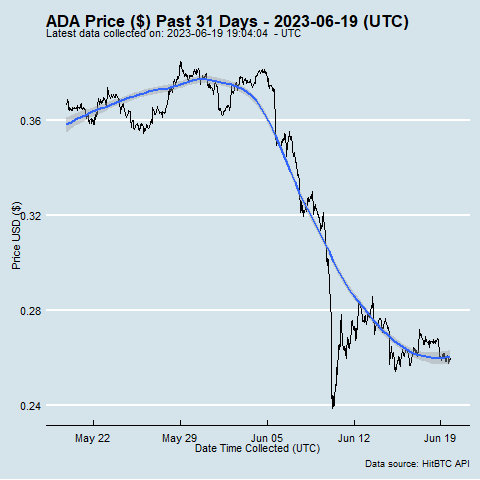 ADA Price ($) Past 31 Days - 2023-06-19 (UTC)
Latest data collected on: 2023-06-19 19:04:04 - UTC
0.36
0.32
0.28
0.24
Price USD ($)
May 22
May 29
Jun 05
Jun 12
Jun 19
Date Time Collected (UTC)
Data source: HitBTC API